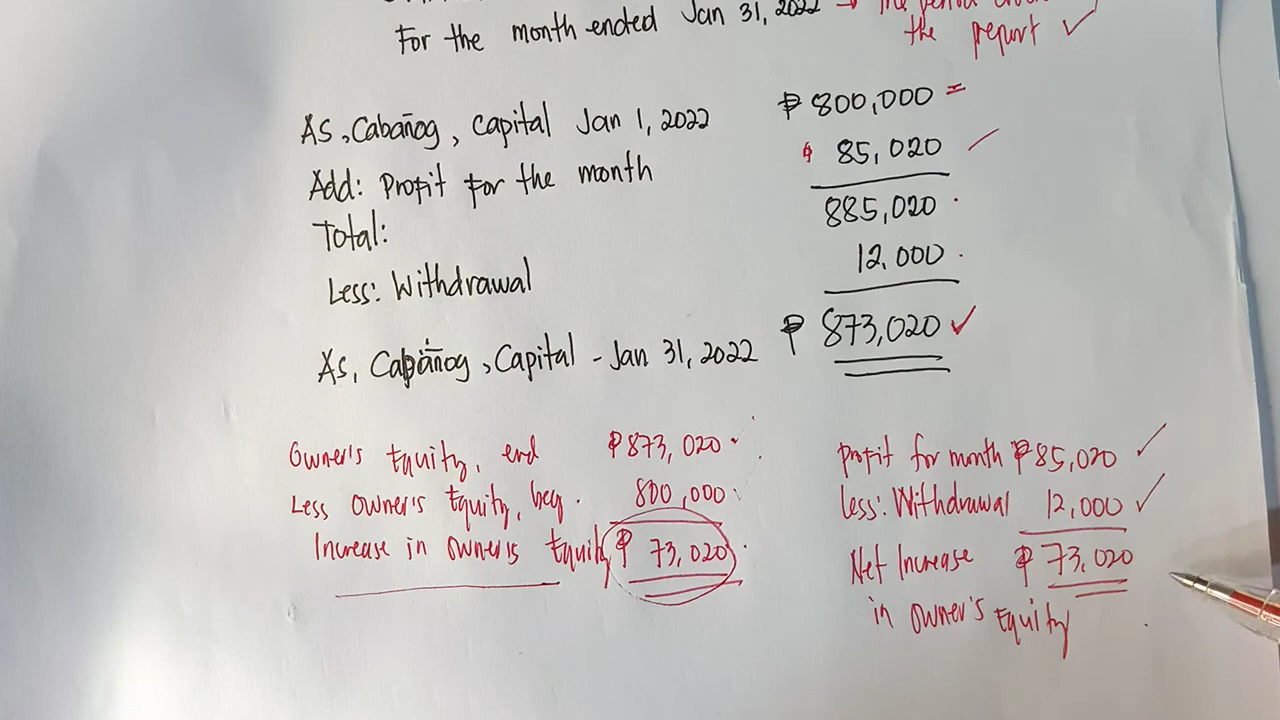 For the month ended Jan 31, 2022 → The period
the report ✓
As, Cabañog, Capital Jan 1, 2022 ₱ 800,000
Add: Profit for the month 85,020
Total: 885,020
Less: Withdrawal 12,000
As, Cabañog, Capital - Jan 31, 2022 ₱ 873,020 ✓
Owner's Equity, end ₱873,020
Less Owner's Equity, beg. 800,000
Increase in owner's Equity ₱ 73,020
Profit for month ₱85,020 ✓
Less: Withdrawal 12,000 ✓
Net Increase ₱ 73,020
in owner's Equity